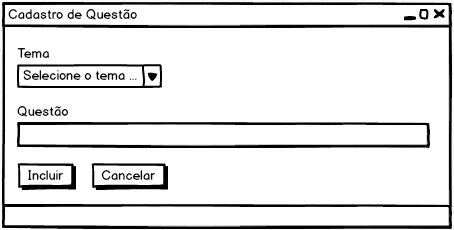 Cadastro de Questão
Tema
Selecione o tema ...
Questão
Incluir Cancelar